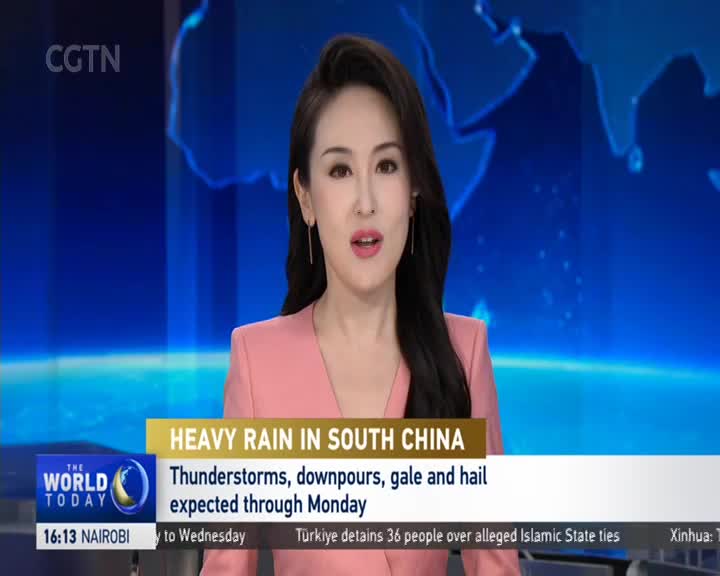 CGTN
HEAVY RAIN IN SOUTH CHINA
Thunderstorms, downpours, gale and hail
expected through Monday
THE
WORLD
TODAY
16:13 NAIROBI
y to Wednesday Türkiye detains 36 people over alleged Islamic State ties Xinhua: T